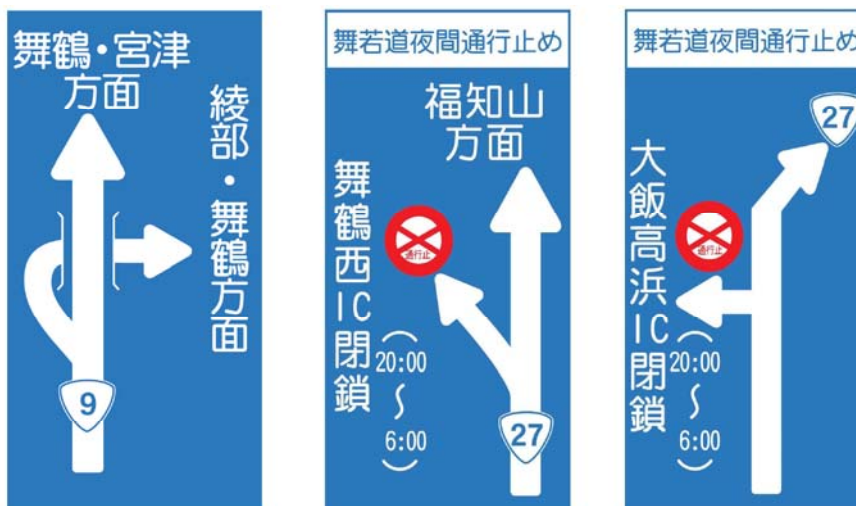 舞鶴・宮津
方面
綾部・舞鶴方面
9
舞若道夜間通行止め
福知山
方面
舞鶴西IC閉鎖
通行止
(20:00
〜
6:00)
27
舞若道夜間通行止め
27
大飯高浜IC閉鎖
通行止
(20:00
〜
6:00)